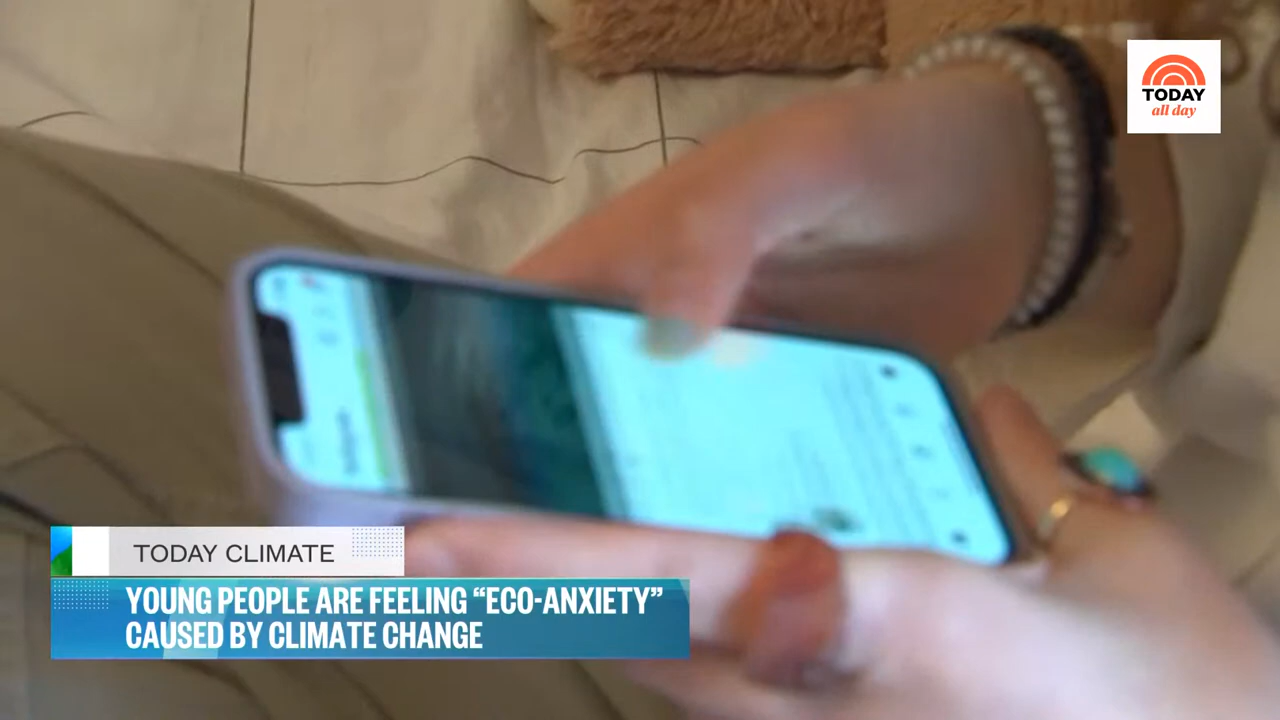 TODAY
all day
TODAY CLIMATE
YOUNG PEOPLE ARE FEELING “ECO-ANXIETY”
CAUSED BY CLIMATE CHANGE